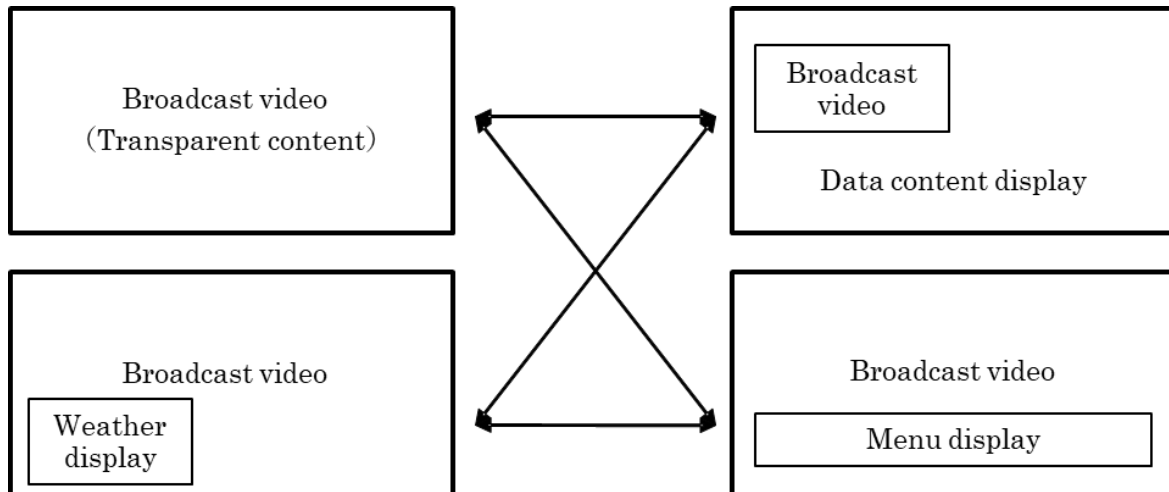 Broadcast video
（Transparent content）
Broadcast
video
Data content display
Broadcast video
Weather
display
Broadcast video
Menu display